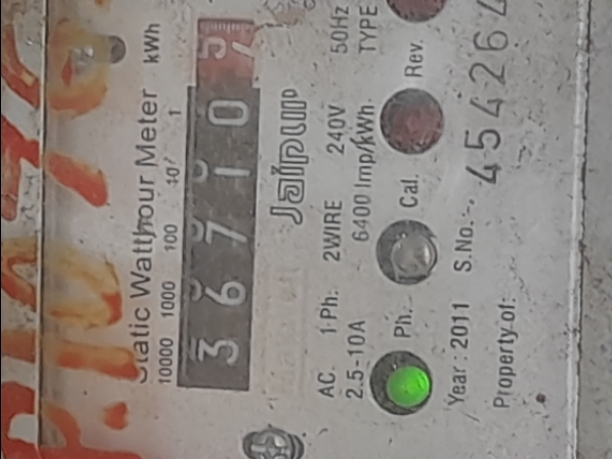 Static Watthour Meter kWh
10000 1000 100 10 1
3 6 7 1 0 5
Jaipur
AC. 1-Ph. 2WIRE 240V 50Hz
2.5-10A 6400 Imp/kWh. TYPE
Ph. Cal. Rev.
Year : 2011 S.No.
Property of: